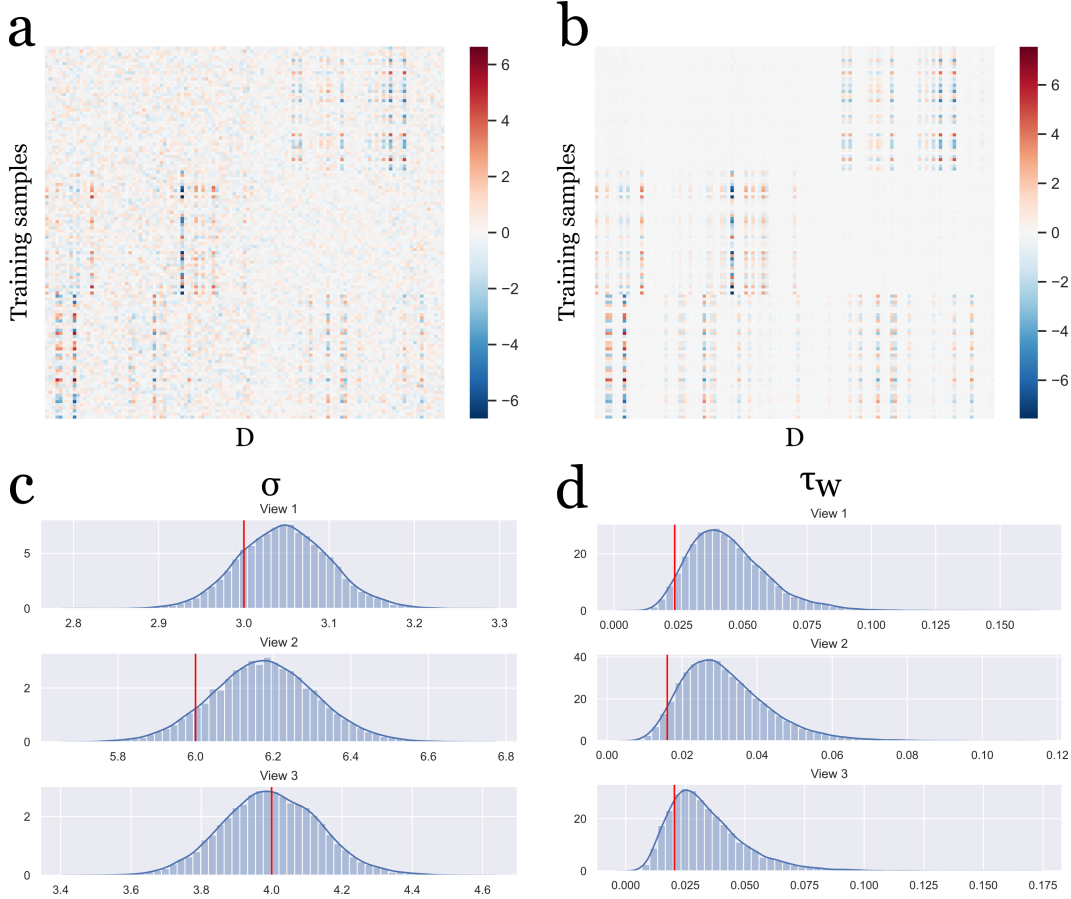 a
b
6
4
2
0
−2
−4
−6
6
4
2
0
−2
−4
−6
Training samples
Training samples
D
D
c
σ
d
τW
View 1
5
0
2.8 2.9 3.0 3.1 3.2 3.3
View 2
2
0
5.8 6.0 6.2 6.4 6.6 6.8
View 3
2
0
3.4 3.6 3.8 4.0 4.2 4.4 4.6
View 1
20
0
0.000 0.025 0.050 0.075 0.100 0.125 0.150
View 2
40
20
0
0.00 0.02 0.04 0.06 0.08 0.10 0.12
View 3
20
0
0.000 0.025 0.050 0.075 0.100 0.125 0.150 0.175